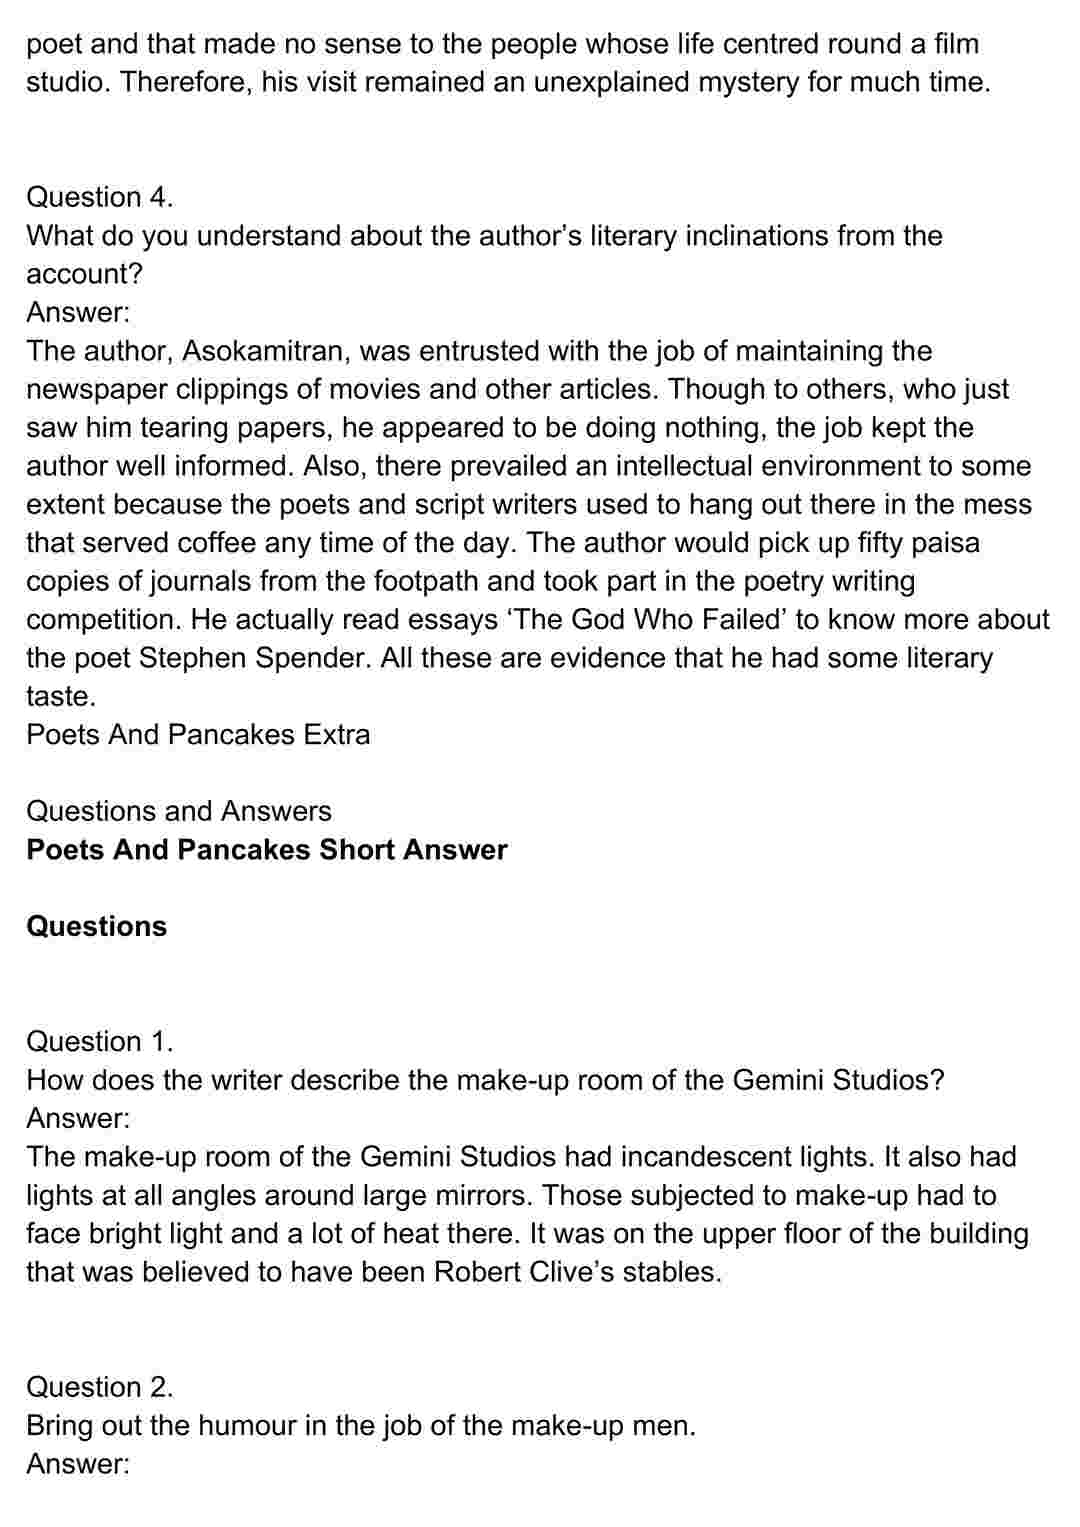 poet and that made no sense to the people whose life centred round a film
studio. Therefore, his visit remained an unexplained mystery for much time.
Question 4.
What do you understand about the author’s literary inclinations from the
account?
Answer:
The author, Asokamitran, was entrusted with the job of maintaining the
newspaper clippings of movies and other articles. Though to others, who just
saw him tearing papers, he appeared to be doing nothing, the job kept the
author well informed. Also, there prevailed an intellectual environment to some
extent because the poets and script writers used to hang out there in the mess
that served coffee any time of the day. The author would pick up fifty paisa
copies of journals from the footpath and took part in the poetry writing
competition. He actually read essays ‘The God Who Failed’ to know more about
the poet Stephen Spender. All these are evidence that he had some literary
taste.
Poets And Pancakes Extra
Questions and Answers
Poets And Pancakes Short Answer
Questions
Question 1.
How does the writer describe the make-up room of the Gemini Studios?
Answer:
The make-up room of the Gemini Studios had incandescent lights. It also had
lights at all angles around large mirrors. Those subjected to make-up had to
face bright light and a lot of heat there. It was on the upper floor of the building
that was believed to have been Robert Clive’s stables.
Question 2.
Bring out the humour in the job of the make-up men.
Answer: